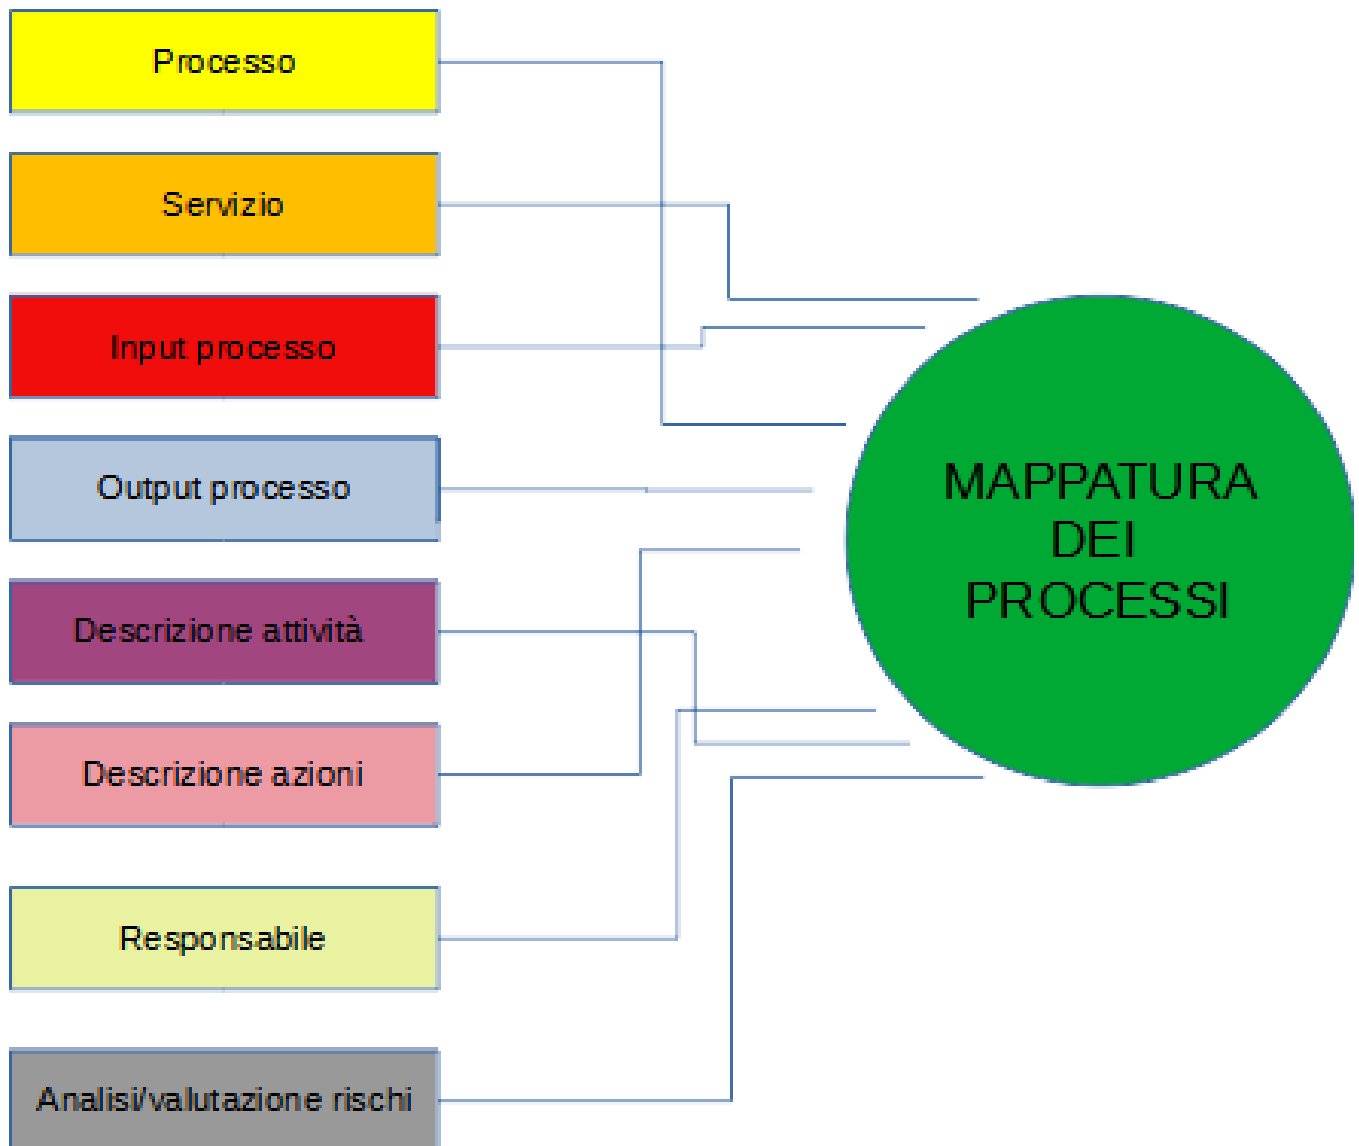 Processo
Servizio
Input processo
Output processo
Descrizione attività
Descrizione azioni
Responsabile
Analisi/valutazione rischi
MAPPATURA
DEI
PROCESSI